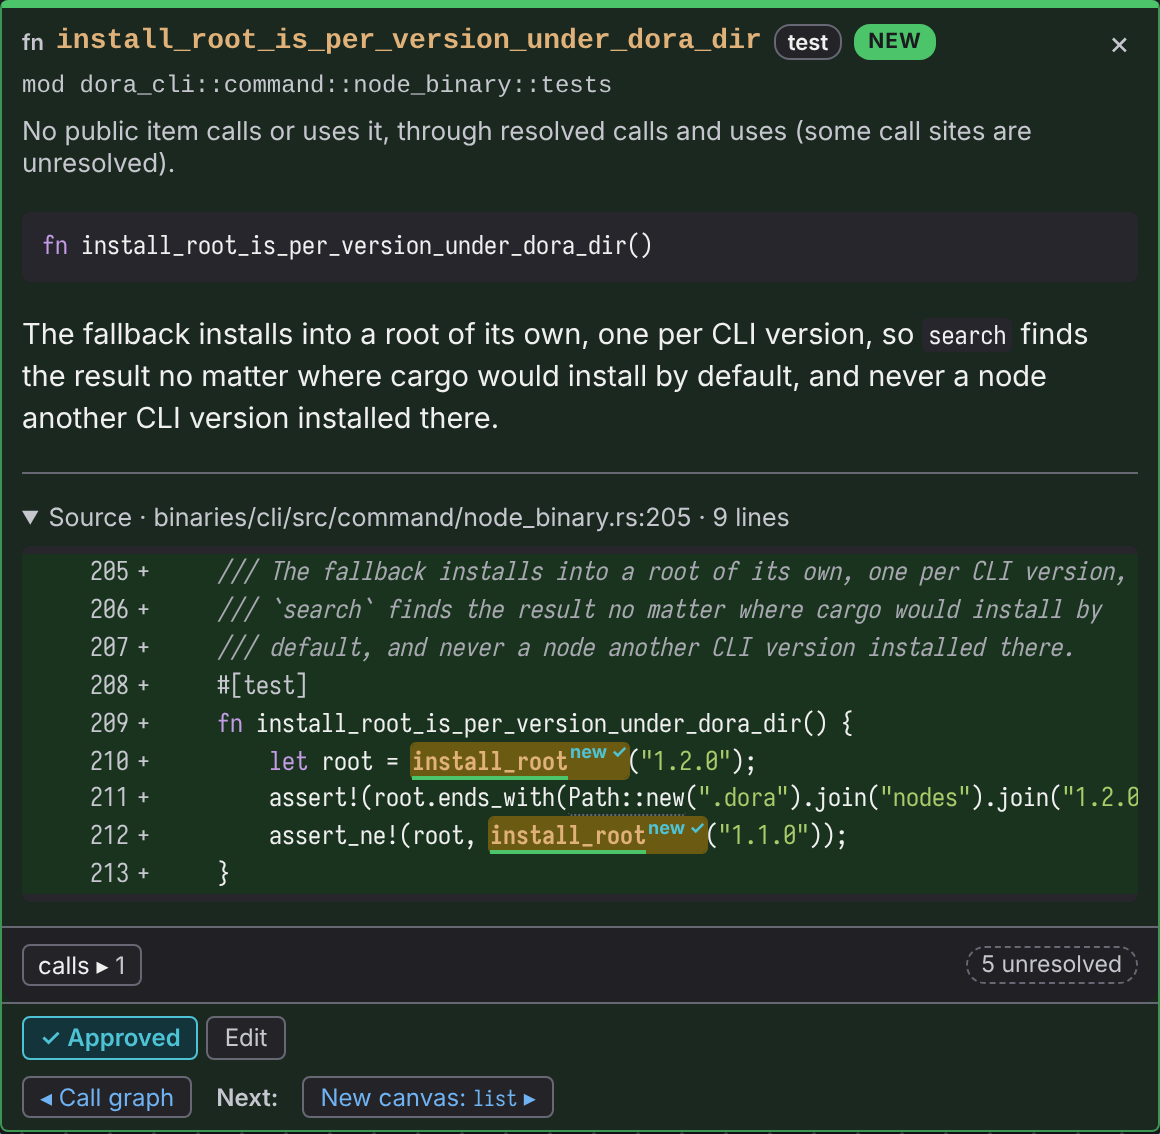 fn install_root_is_per_version_under_dora_dir test NEW ×
mod dora_cli::command::node_binary::tests
No public item calls or uses it, through resolved calls and uses (some call sites are
unresolved).
fn install_root_is_per_version_under_dora_dir()
The fallback installs into a root of its own, one per CLI version, so search finds
the result no matter where cargo would install by default, and never a node
another CLI version installed there.
▼ Source · binaries/cli/src/command/node_binary.rs:205 · 9 lines
205 + /// The fallback installs into a root of its own, one per CLI version,
206 + /// `search` finds the result no matter where cargo would install by
207 + /// default, and never a node another CLI version installed there.
208 + #[test]
209 + fn install_root_is_per_version_under_dora_dir() {
210 + let root = install_root new ✓("1.2.0");
211 + assert!(root.ends_with(Path::new(".dora").join("nodes").join("1.2.0
212 + assert_ne!(root, install_root new ✓("1.1.0"));
213 + }
calls ▸ 1 5 unresolved
✓ Approved Edit
◂ Call graph Next: New canvas: list ▸